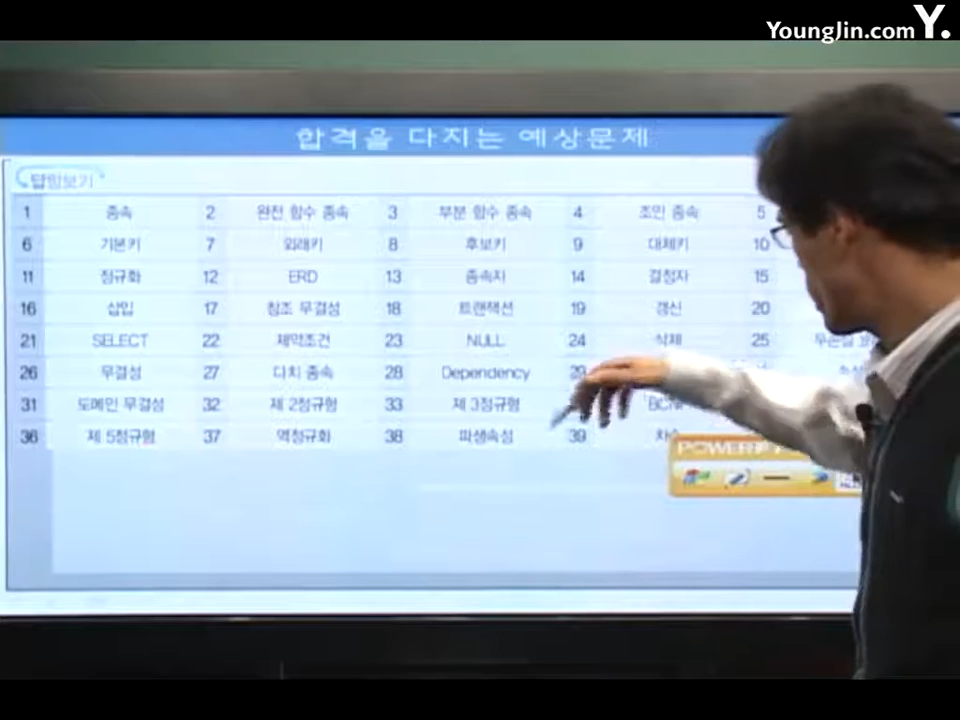 YoungJin.com Y.
합격을 다지는 예상문제
답항보기
1 종속 2 완전 함수 종속 3 부분 함수 종속 4 조인 종속 5
6 기본키 7 외래키 8 후보키 9 대체키 10
11 정규화 12 ERD 13 종속자 14 결정자 15
16 삽입 17 참조 무결성 18 트랜잭션 19 갱신 20
21 SELECT 22 제약조건 23 NULL 24 삭제 25
26 무결성 27 다치 종속 28 Dependency 29
31 도메인 무결성 32 제 2정규형 33 제 3정규형
36 제 5정규형 37 역정규화 38 파생속성 39